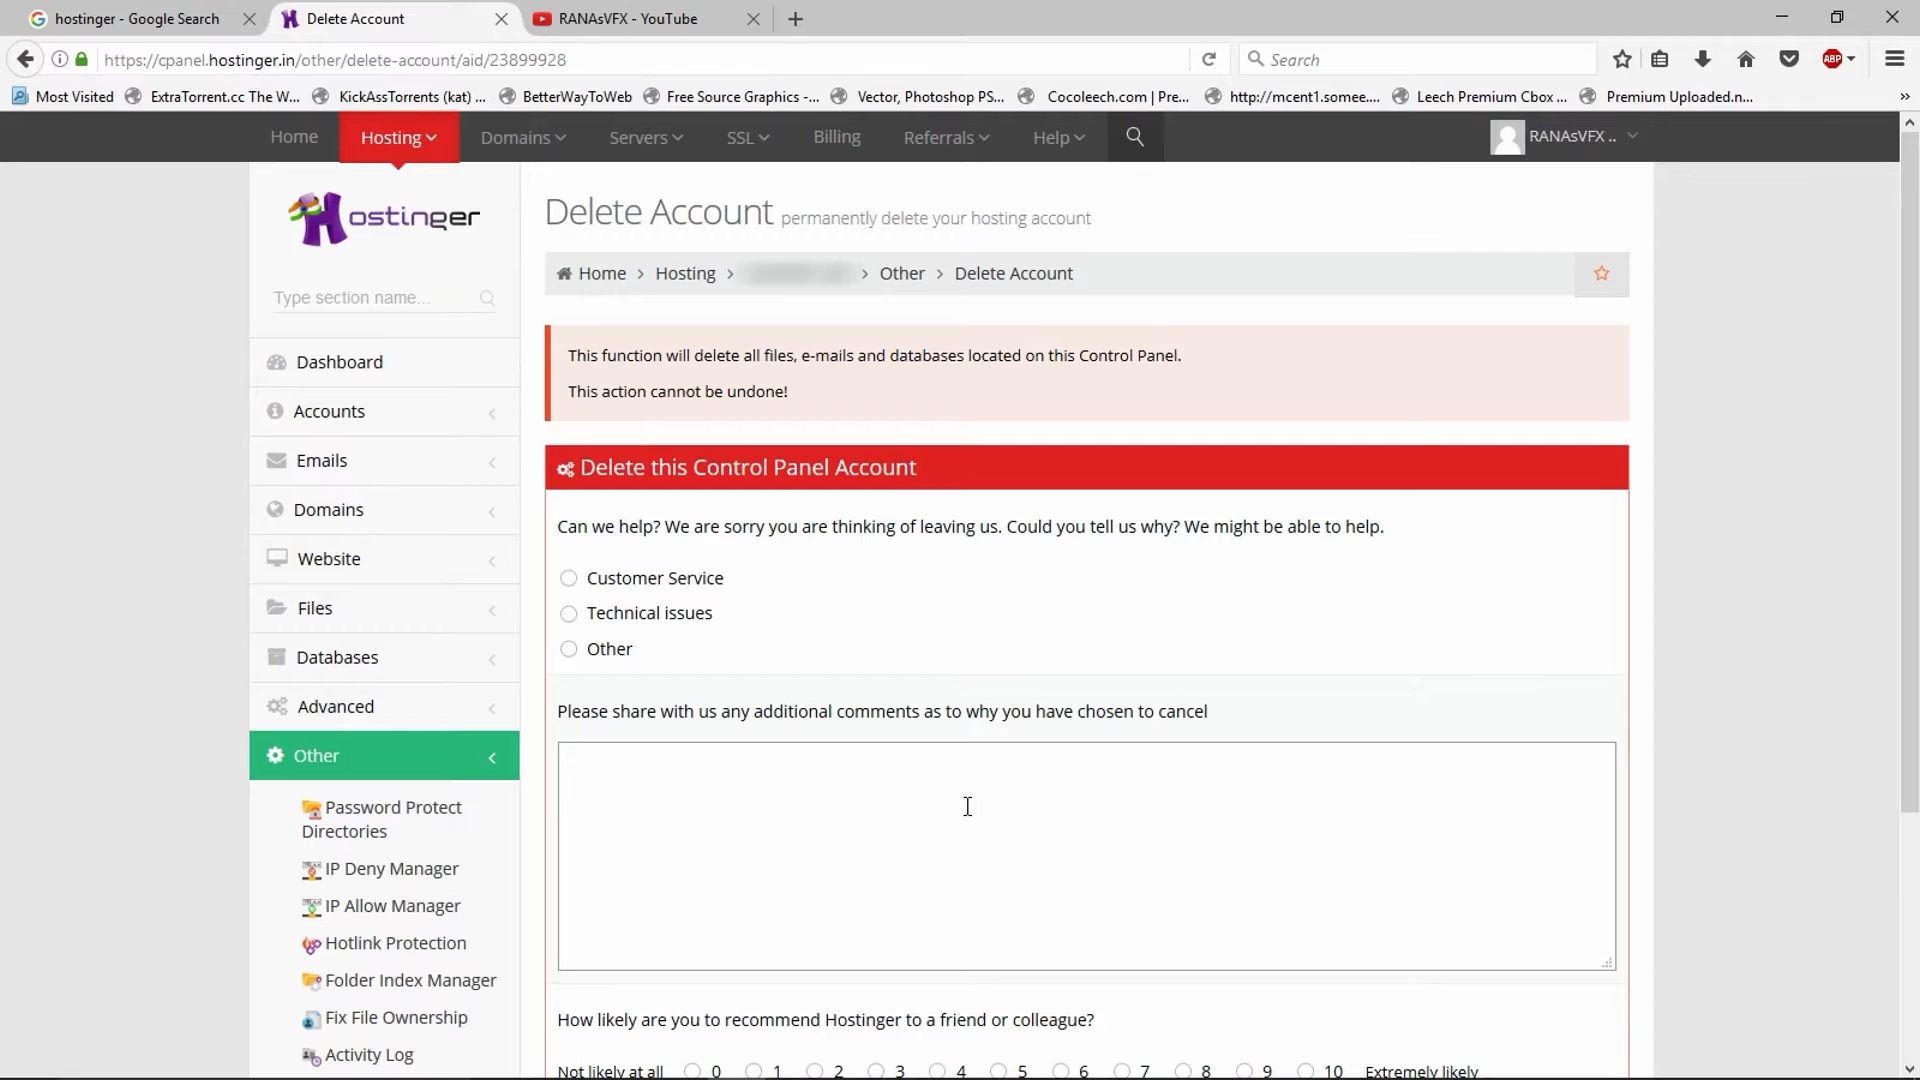 hostinger - Google Search
Delete Account
RANAsVFX - YouTube
https://cpanel.hostinger.in/other/delete-account/aid/23899928
Search
ABP
Most Visited
ExtraTorrent.cc The W...
KickAssTorrents (kat) ...
BetterWayToWeb
Free Source Graphics -...
Vector, Photoshop PS...
Cocoleech.com | Pre...
http://mcent1.somee....
Leech Premium Cbox ...
Premium Uploaded.n...
Home
Hosting
Domains
Servers
SSL
Billing
Referrals
Help
RANAsVFX ..
Hostinger
Type section name...
Dashboard
Accounts
Emails
Domains
Website
Files
Databases
Advanced
Other
Password Protect
Directories
IP Deny Manager
IP Allow Manager
Hotlink Protection
Folder Index Manager
Fix File Ownership
Activity Log
Delete Account permanently delete your hosting account
Home > Hosting > > Other > Delete Account
This function will delete all files, e-mails and databases located on this Control Panel.
This action cannot be undone!
Delete this Control Panel Account
Can we help? We are sorry you are thinking of leaving us. Could you tell us why? We might be able to help.
Customer Service
Technical issues
Other
Please share with us any additional comments as to why you have chosen to cancel
How likely are you to recommend Hostinger to a friend or colleague?
Not likely at all 0 1 2 3 4 5 6 7 8 9 10 Extremely likely